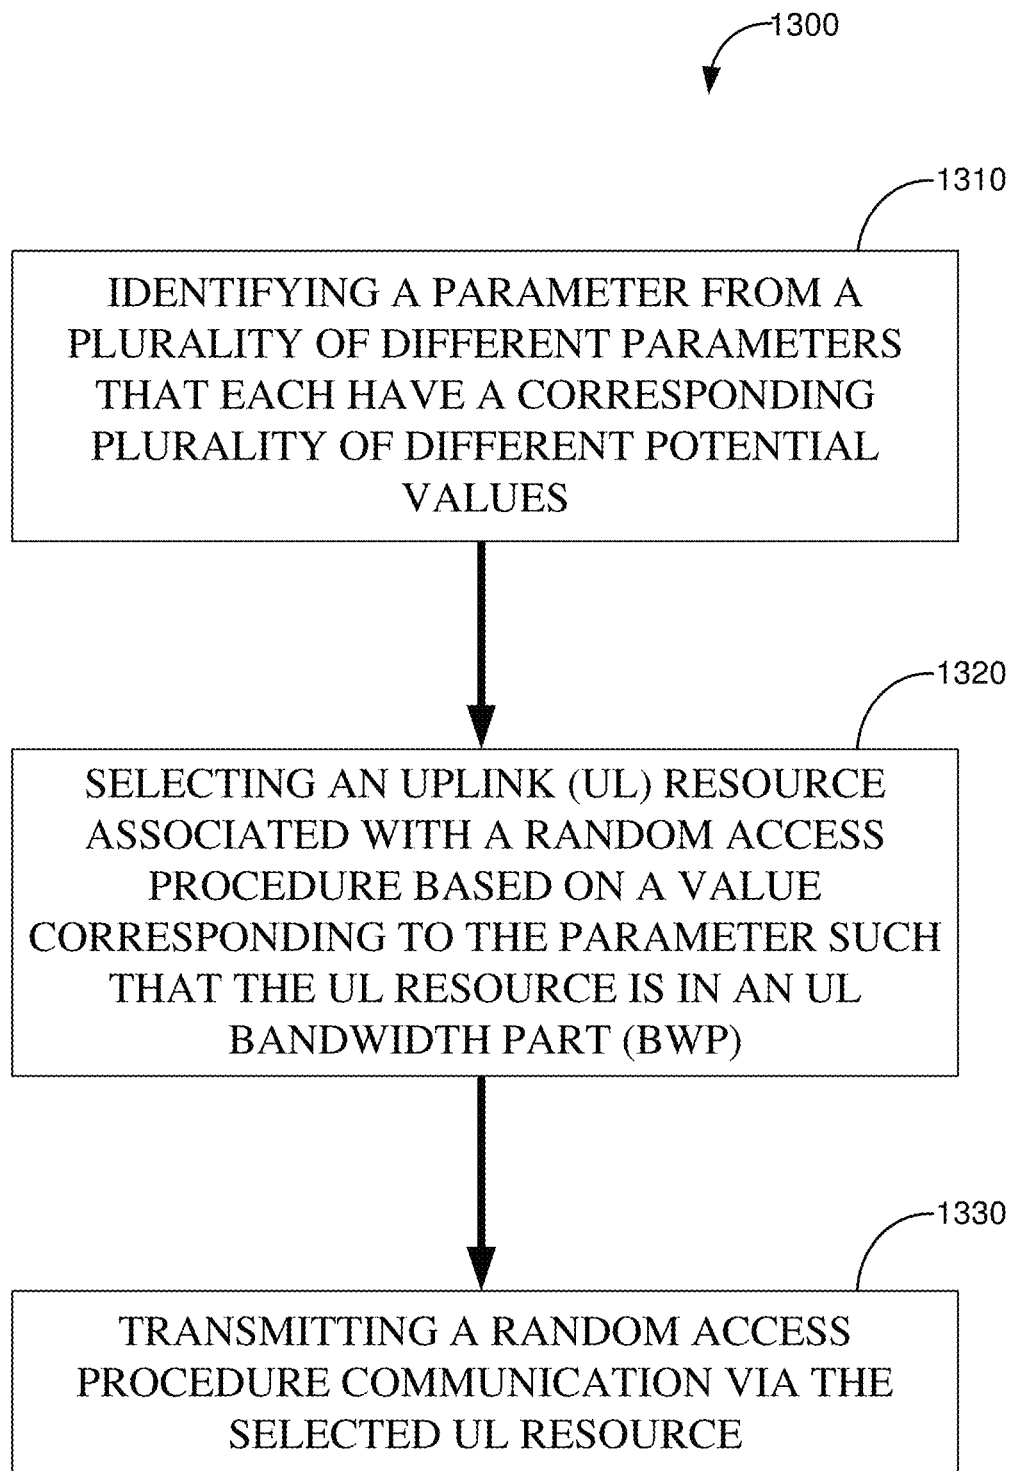 1300
1310
IDENTIFYING A PARAMETER FROM A
PLURALITY OF DIFFERENT PARAMETERS
THAT EACH HAVE A CORRESPONDING
PLURALITY OF DIFFERENT POTENTIAL
VALUES
1320
SELECTING AN UPLINK (UL) RESOURCE
ASSOCIATED WITH A RANDOM ACCESS
PROCEDURE BASED ON A VALUE
CORRESPONDING TO THE PARAMETER SUCH
THAT THE UL RESOURCE IS IN AN UL
BANDWIDTH PART (BWP)
1330
TRANSMITTING A RANDOM ACCESS
PROCEDURE COMMUNICATION VIA THE
SELECTED UL RESOURCE